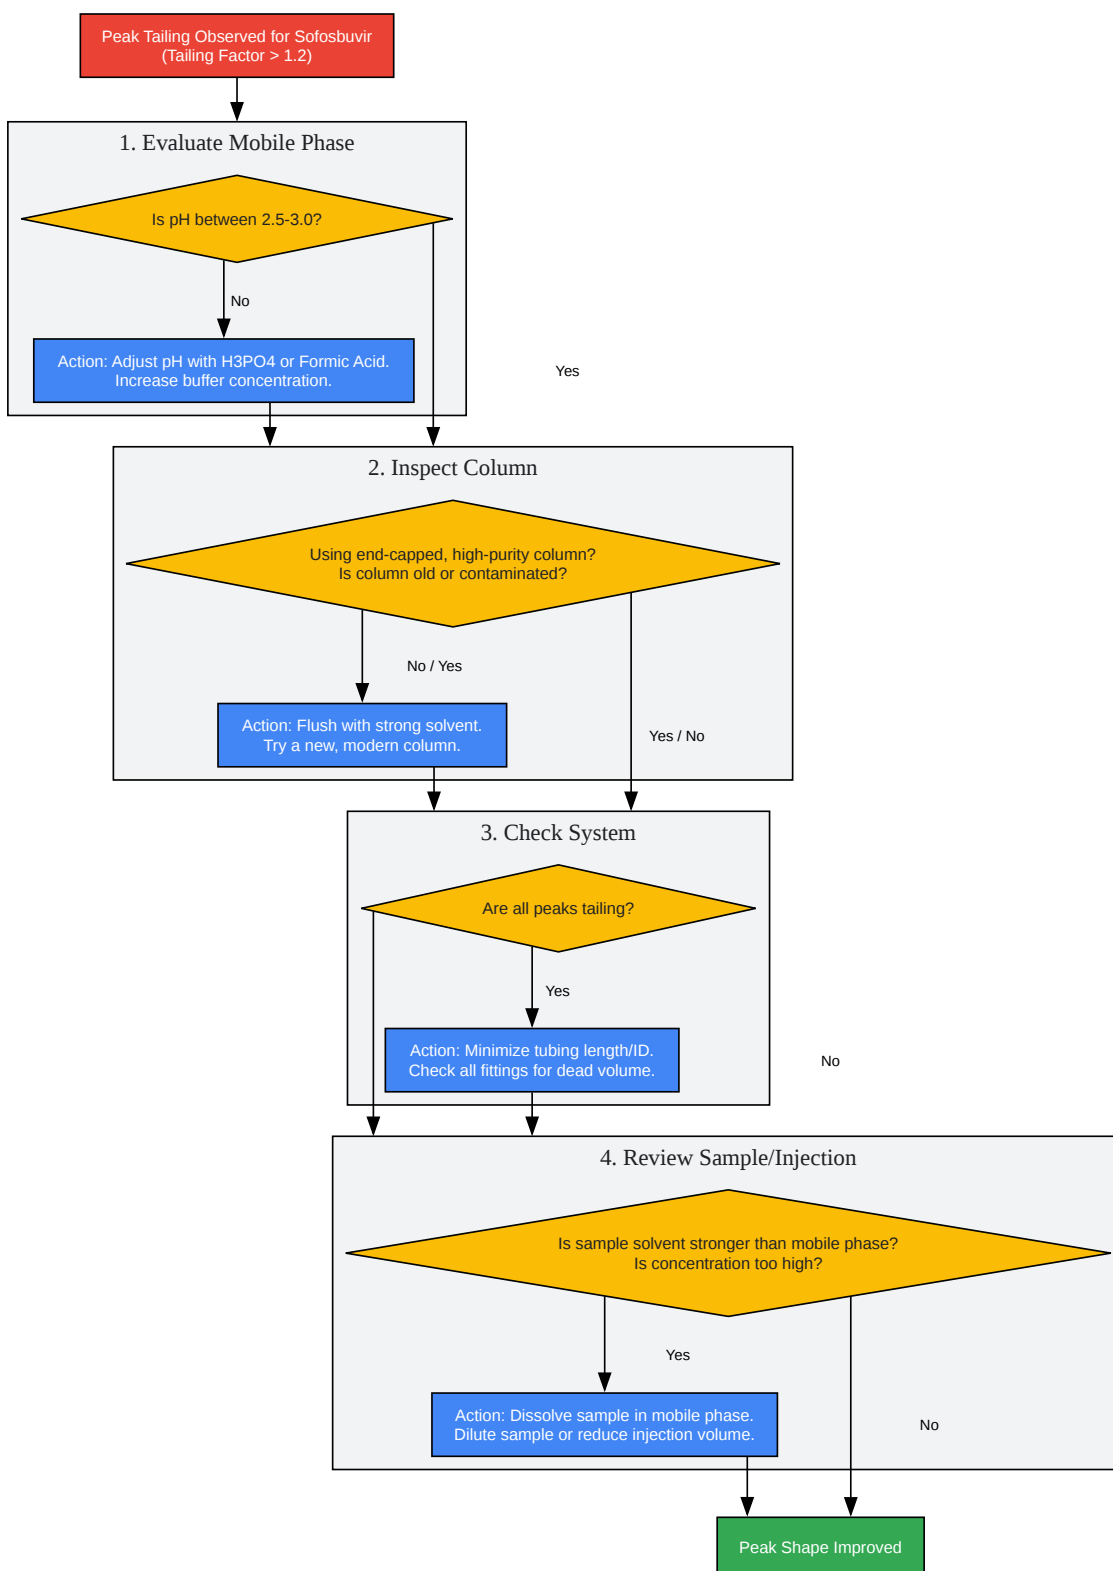 Peak Tailing Observed for Sofosbuvir
(Tailing Factor > 1.2)
1. Evaluate Mobile Phase
Is pH between 2.5-3.0?
No
Action: Adjust pH with H3PO4 or Formic Acid.
Increase buffer concentration.
Yes
2. Inspect Column
Using end-capped, high-purity column?
Is column old or contaminated?
No / Yes
Action: Flush with strong solvent.
Try a new, modern column.
Yes / No
3. Check System
Are all peaks tailing?
Yes
Action: Minimize tubing length/ID.
Check all fittings for dead volume.
No
4. Review Sample/Injection
Is sample solvent stronger than mobile phase?
Is concentration too high?
Yes
Action: Dissolve sample in mobile phase.
Dilute sample or reduce injection volume.
No
Peak Shape Improved